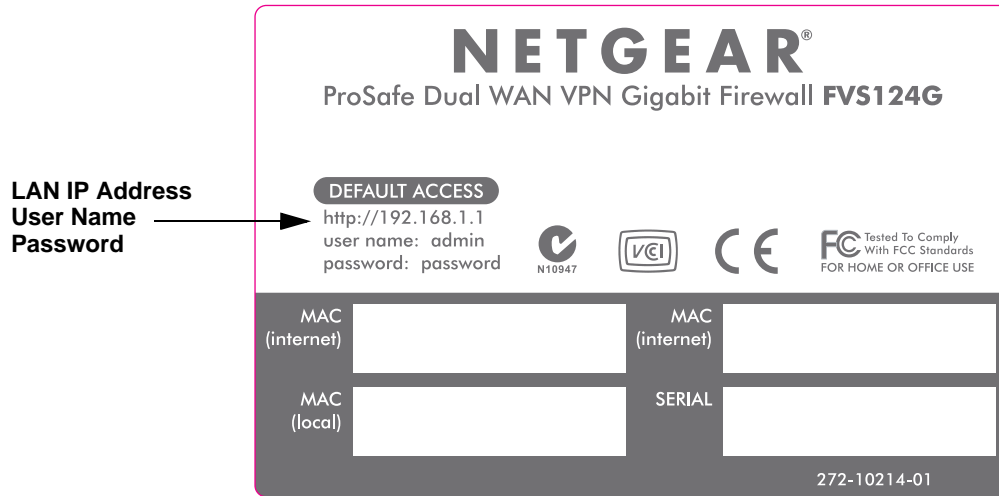 NETGEAR®
ProSafe Dual WAN VPN Gigabit Firewall FVS124G
LAN IP Address
User Name
Password
DEFAULT ACCESS
http://192.168.1.1
user name: admin
password: password
N10947
VCI
CE
FC Tested To Comply
With FCC Standards
FOR HOME OR OFFICE USE
MAC
(internet)
MAC
(internet)
MAC
(local)
SERIAL
272-10214-01